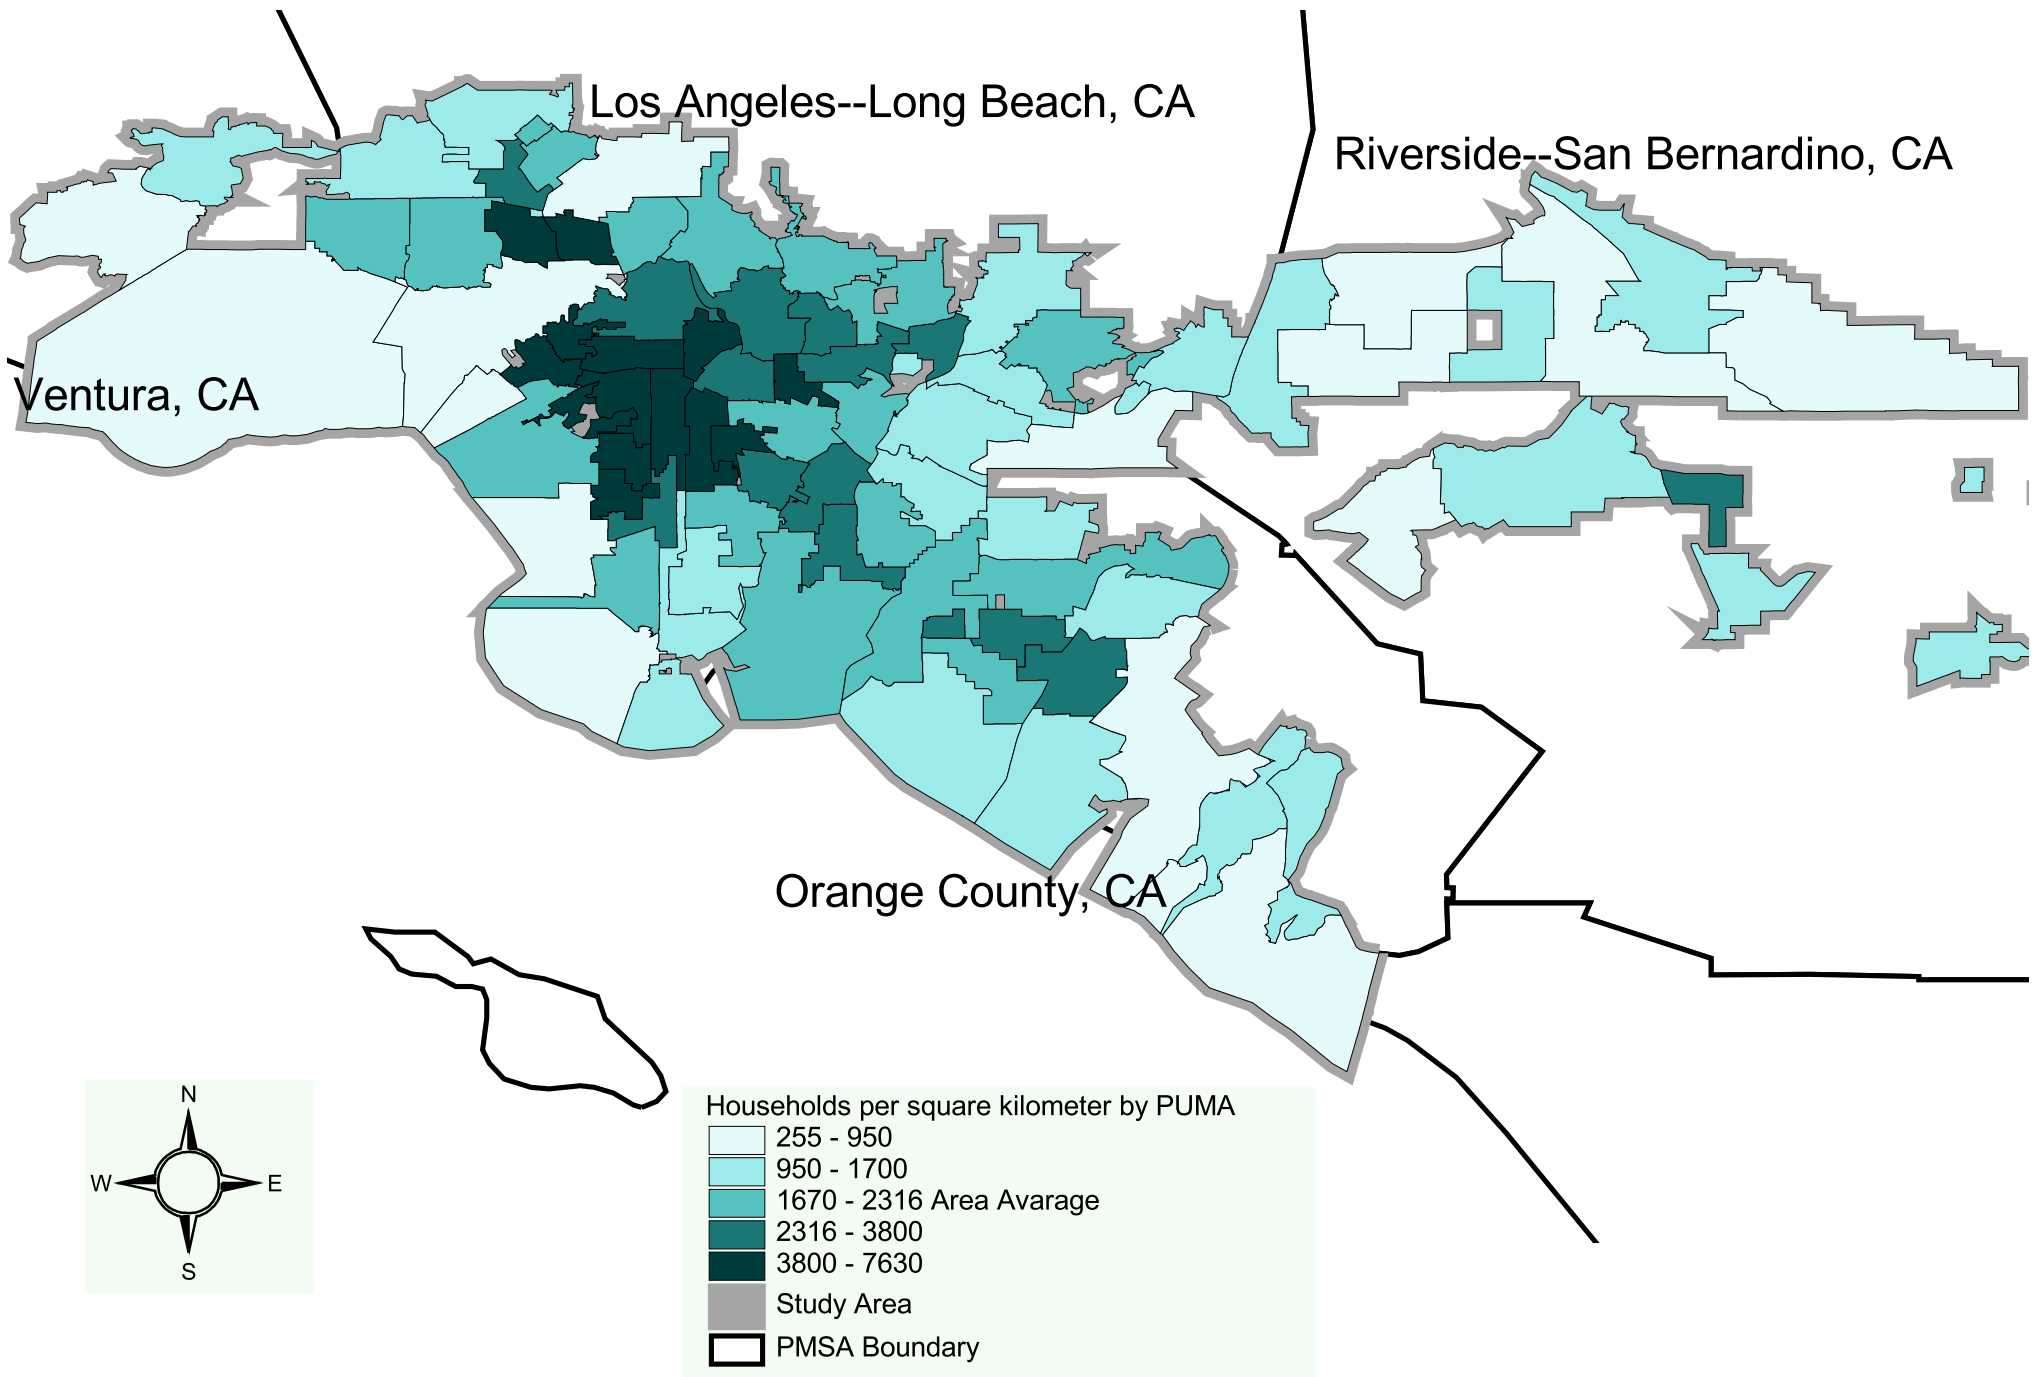 Los Angeles--Long Beach, CA
Riverside--San Bernardino, CA
Ventura, CA
Orange County, CA
N
W
E
S
Households per square kilometer by PUMA
255 - 950
950 - 1700
1670 - 2316 Area Avarage
2316 - 3800
3800 - 7630
Study Area
PMSA Boundary